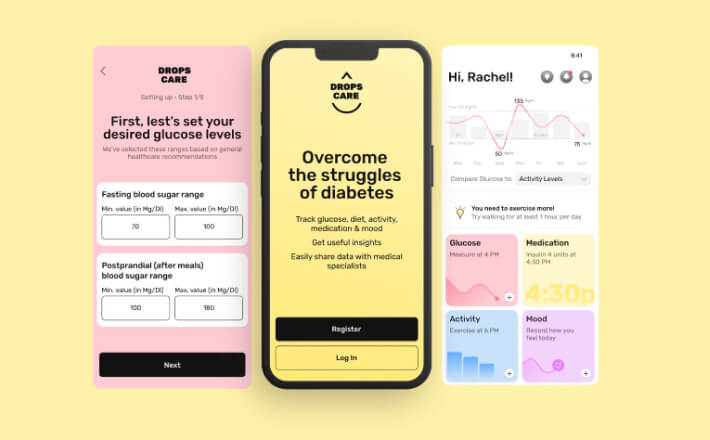 DROPS
CARE
Setting up • Step 1/5
First, lest's set your
desired glucose levels
We've selected these ranges based on general
healthcare recommendations
Fasting blood sugar range
Min. value (in Mg/Dl)
Max. value (in Mg/Dl)
70
100
Postprandial (after meals)
blood sugar range
Min. value (in Mg/Dl)
Max. value (in Mg/Dl)
100
180
Next
DROPS
CARE
Overcome
the struggles
of diabetes
Track glucose, diet, activity,
medication & mood
Get useful insights
Easily share data with medical
specialists
Register
Log In
9:41
Hi, Rachel!
135
50
75
Mon Tue Wed Thu Fri Sat Sun
Compare Glucose to:
Activity Levels
You need to exercise more!
Try walking for at least 1 hour per day
Glucose
Measure at 4 PM
Medication
Insulin 4 units at
4:30 PM
4:30p
Activity
Exercise at 6 PM
Mood
Record how you
feel today